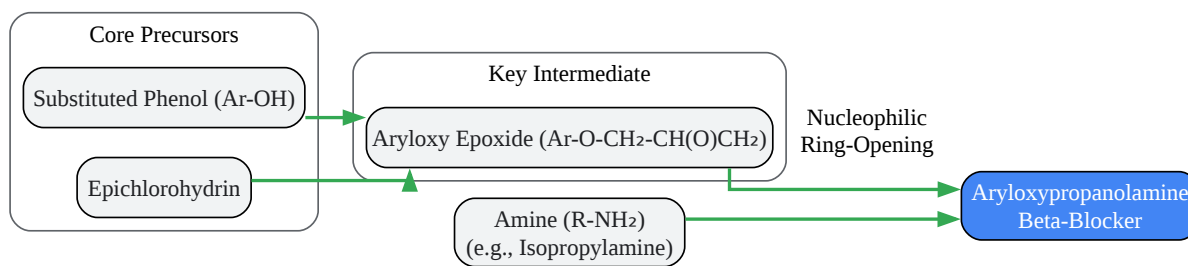 Core Precursors
Substituted Phenol (Ar-OH)
Epichlorohydrin
Key Intermediate
Aryloxy Epoxide (Ar-O-CH₂-CH(O)CH₂)
Amine (R-NH₂)
(e.g., Isopropylamine)
Nucleophilic
Ring-Opening
Aryloxypropanolamine
Beta-Blocker